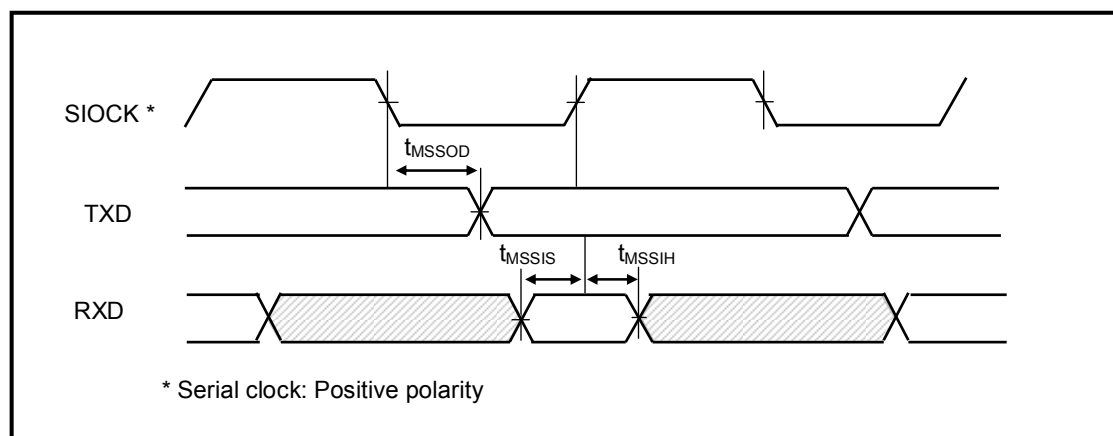 SIOCK *
tMSSOD
TXD
tMSSIS
tMSSIH
RXD
* Serial clock: Positive polarity